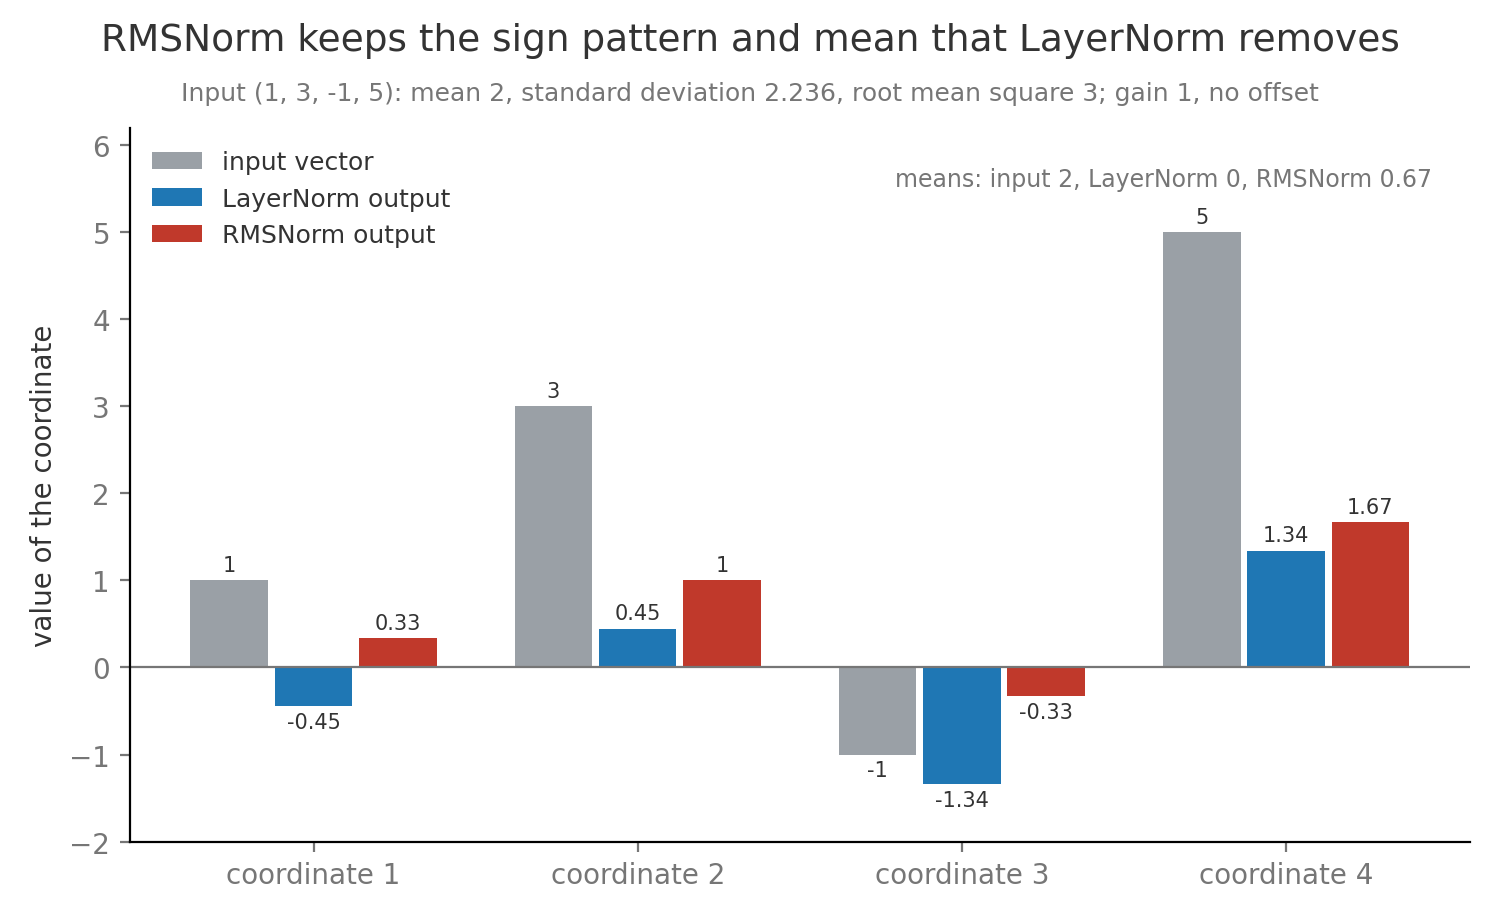 RMSNorm keeps the sign pattern and mean that LayerNorm removes
Input (1, 3, -1, 5): mean 2, standard deviation 2.236, root mean square 3; gain 1, no offset
input vector
LayerNorm output
RMSNorm output
means: input 2, LayerNorm 0, RMSNorm 0.67
value of the coordinate
6
5
4
3
2
1
0
−1
−2
1
-0.45
0.33
3
0.45
1
-1
-1.34
-0.33
5
1.34
1.67
coordinate 1
coordinate 2
coordinate 3
coordinate 4